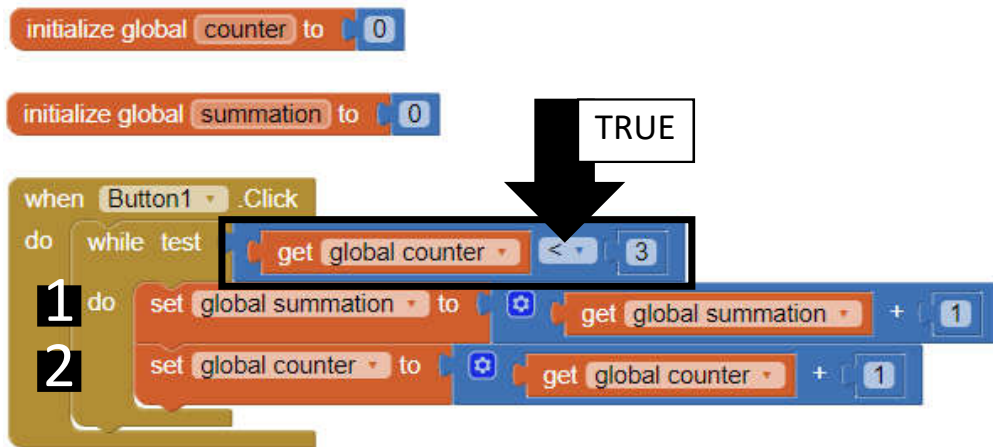 initialize global counter to 0
initialize global summation to 0
TRUE
when Button1 .Click
do while test get global counter < 3
1 do set global summation to get global summation + 1
2 set global counter to get global counter + 1